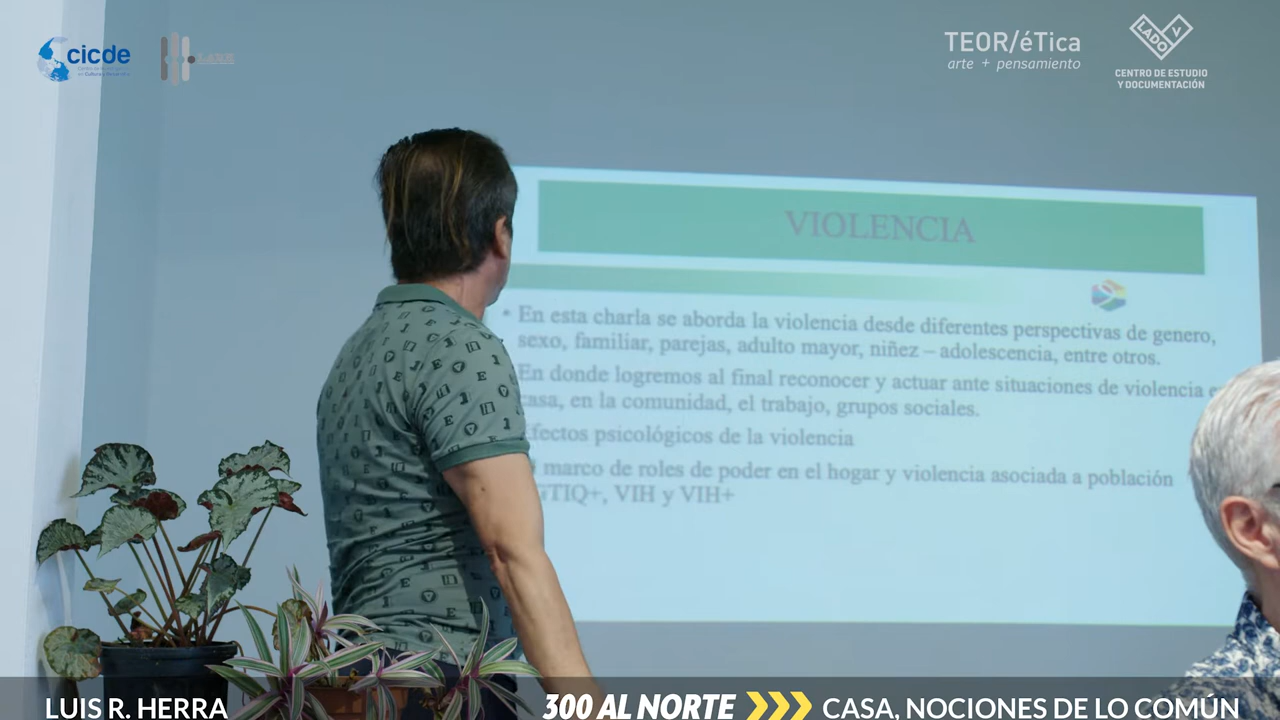 cicde
TEOR/éTica
arte + pensamiento
LADO V
CENTRO DE ESTUDIO
Y DOCUMENTACIÓN
VIOLENCIA
• En esta charla se aborda la violencia desde diferentes perspectivas de genero,
sexo, familiar, parejas, adulto mayor, niñez – adolescencia, entre otros.
En donde logremos al final reconocer y actuar ante situaciones de violencia
casa, en la comunidad, el trabajo, grupos sociales.
fectos psicológicos de la violencia
marco de roles de poder en el hogar y violencia asociada a población
TIQ+, VIH y VIH+
LUIS R. HERRA
300 AL NORTE
CASA, NOCIONES DE LO COMÚN